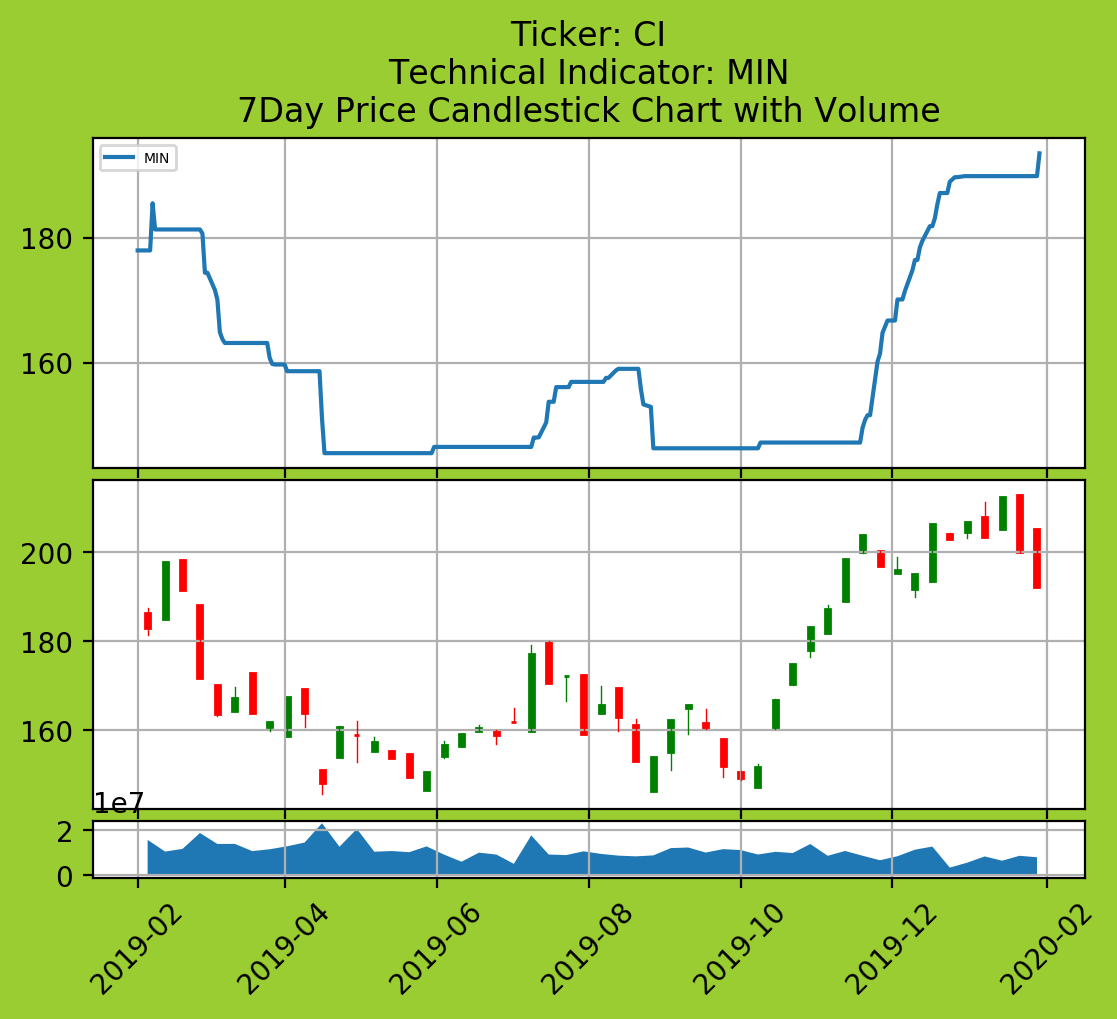 Ticker: CI
Technical Indicator: MIN
7Day Price Candlestick Chart with Volume
MIN
180
160
200
180
160
1e7
2
0
2019-02
2019-04
2019-06
2019-08
2019-10
2019-12
2020-02